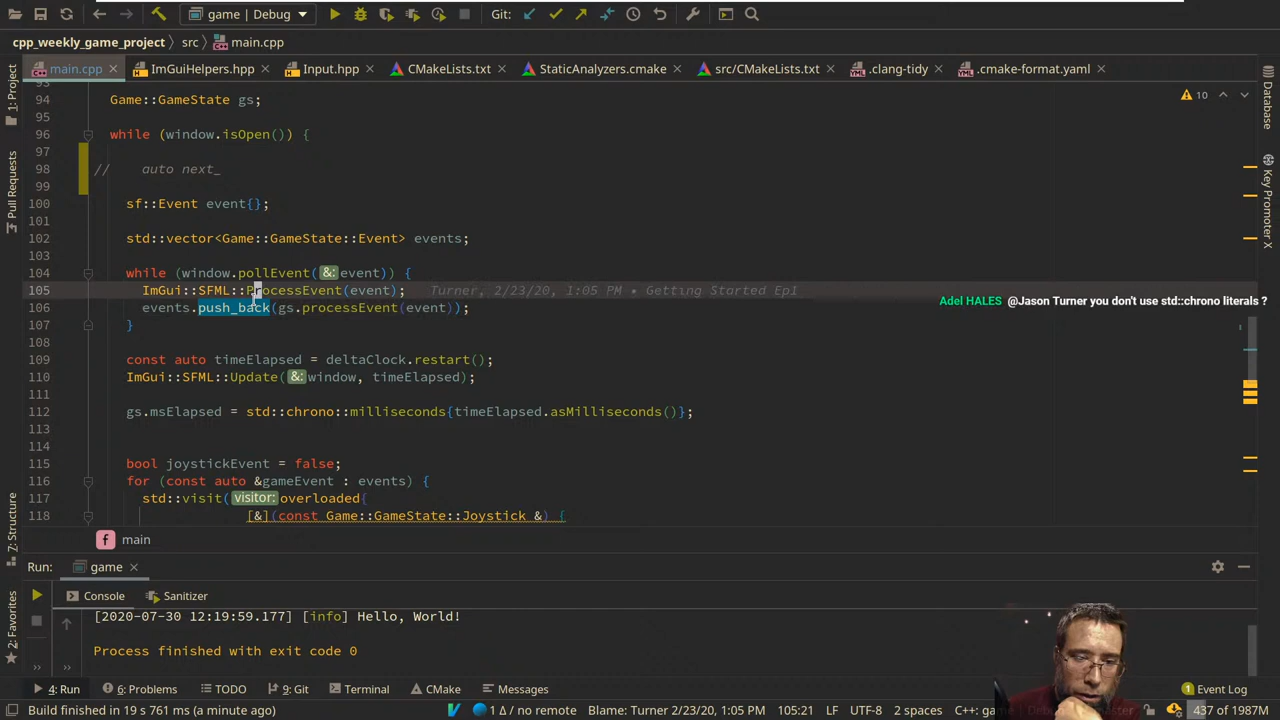 game | Debug
Git:
cpp_weekly_game_project
src
main.cpp
main.cpp
ImGuiHelpers.hpp
Input.hpp
CMakeLists.txt
StaticAnalyzers.cmake
src/CMakeLists.txt
.clang-tidy
.cmake-format.yaml
1: Project
Pull Requests
7: Structure
2: Favorites
Database
Key Promoter X
10
93
94 Game::GameState gs;
95
96 while (window.isOpen()) {
97
98 // auto next_
99
100 sf::Event event{};
101
102 std::vector<Game::GameState::Event> events;
103
104 while (window.pollEvent( &: event)) {
105 ImGui::SFML::ProcessEvent(event); Turner, 2/23/20, 1:05 PM • Getting Started Ep1
106 events.push_back(gs.processEvent(event));
107 }
108
109 const auto timeElapsed = deltaClock.restart();
110 ImGui::SFML::Update( &: window, timeElapsed);
111
112 gs.msElapsed = std::chrono::milliseconds{timeElapsed.asMilliseconds()};
113
114
115 bool joystickEvent = false;
116 for (const auto &gameEvent : events) {
117 std::visit( visitor: overloaded{
118 [&](const Game::GameState::Joystick &) {
Adel HALES @Jason Turner you don't use std::chrono literals ?
f main
Run: game
Console
Sanitizer
[2020-07-30 12:19:59.177] [info] Hello, World!
Process finished with exit code 0
4: Run
6: Problems
TODO
9: Git
Terminal
CMake
Messages
1 Event Log
Build finished in 19 s 761 ms (a minute ago)
1 ∆/ no remote
Blame: Turner 2/23/20, 1:05 PM
105:21
LF
UTF-8
2 spaces
C++: game | Debug
master
437 of 1987M